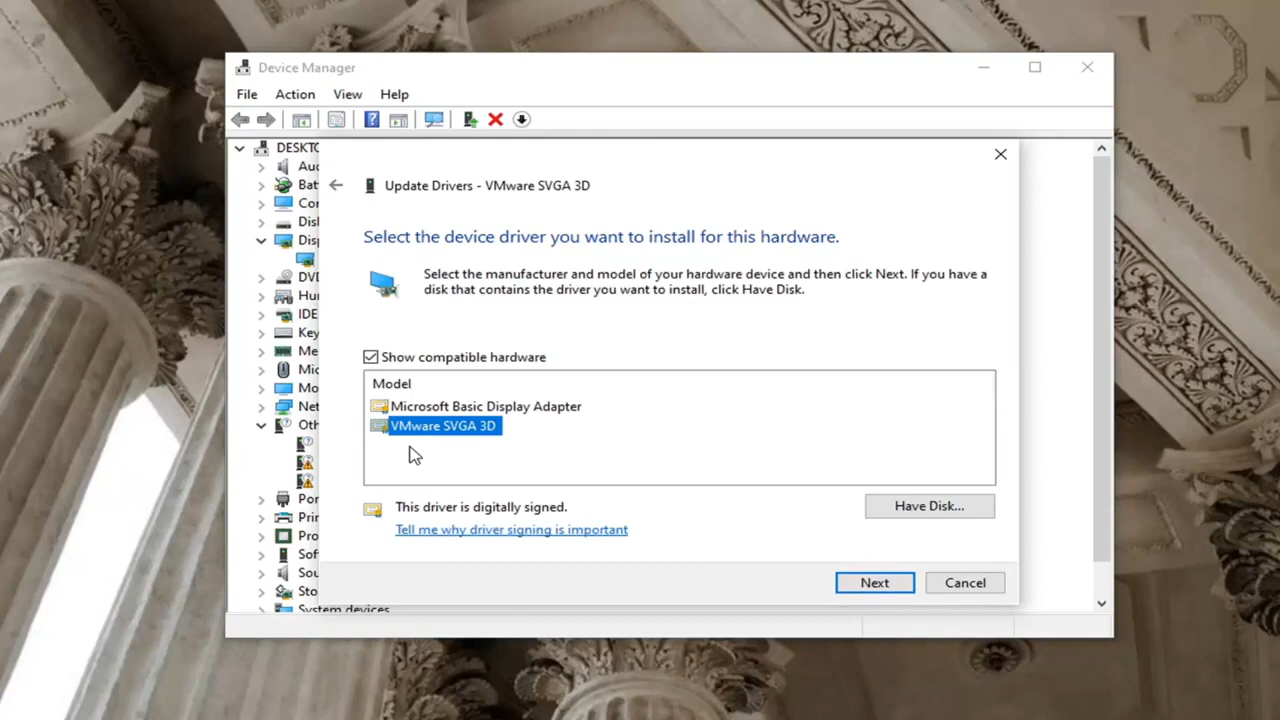 Device Manager
File Action View Help
DESKTO
Update Drivers - VMware SVGA 3D
Select the device driver you want to install for this hardware.
Select the manufacturer and model of your hardware device and then click Next. If you have a
disk that contains the driver you want to install, click Have Disk.
Show compatible hardware
Model
Microsoft Basic Display Adapter
VMware SVGA 3D
This driver is digitally signed.
Have Disk...
Tell me why driver signing is important
Next
Cancel
Aud
Bat
Cor
Disl
Disp
DVD
Hur
IDE
Key
Me
Mic
Mo
Net
Oth
Por
Prin
Pro
Soft
Sou
Sto
System devices